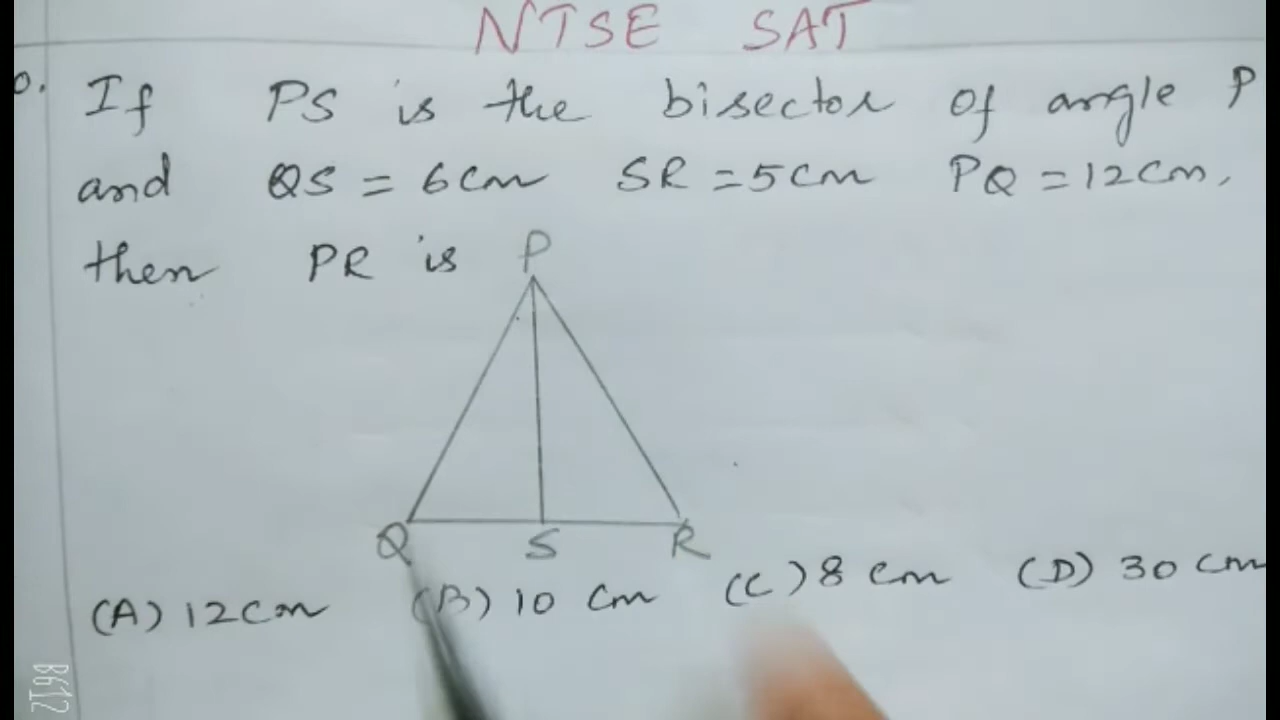 NTSE SAT
If PS is the bisector of angle P
and QS = 6cm SR = 5cm PQ = 12cm,
then PR is
P
Q S R
(A) 12cm (B) 10 cm (C) 8 cm (D) 30 cm
B612